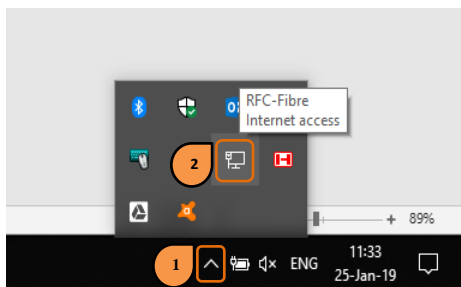 RFC-Fibre
Internet access
2
89%
1
ENG
11:33
25-Jan-19